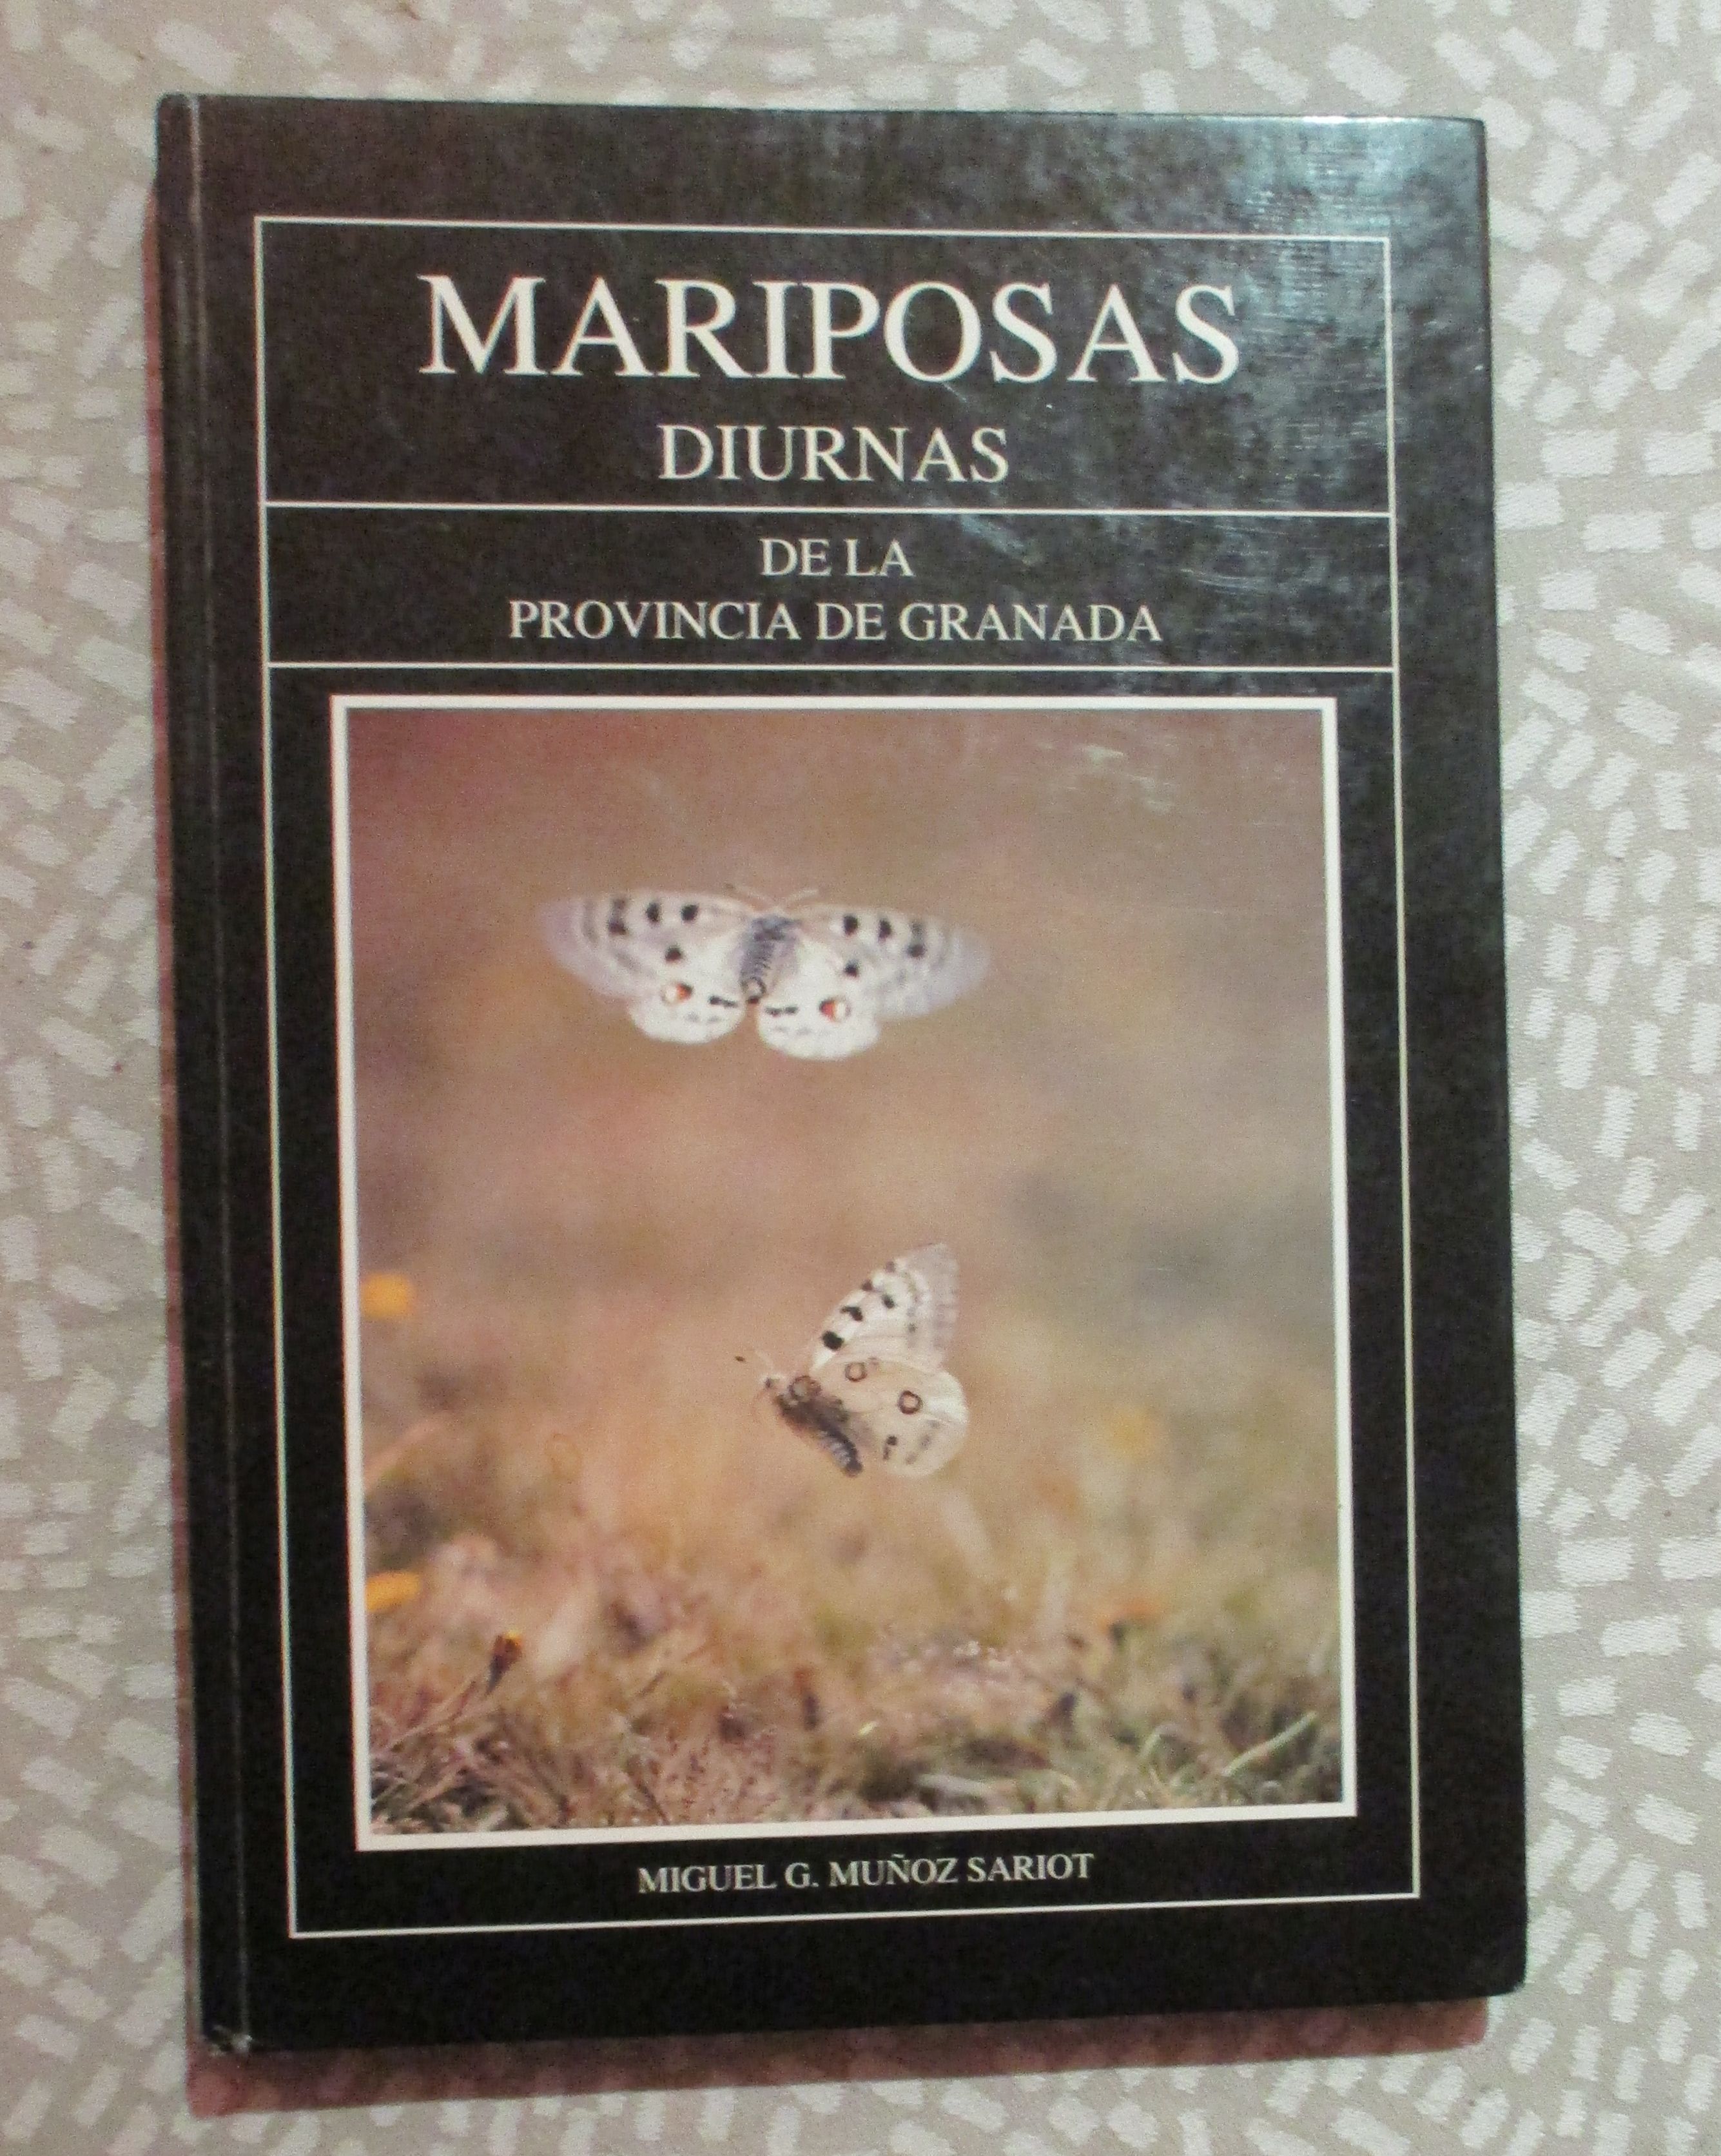 MARIPOSAS
DIURNAS
DE LA
PROVINCIA DE GRANADA
MIGUEL G. MUÑOZ SARIOT